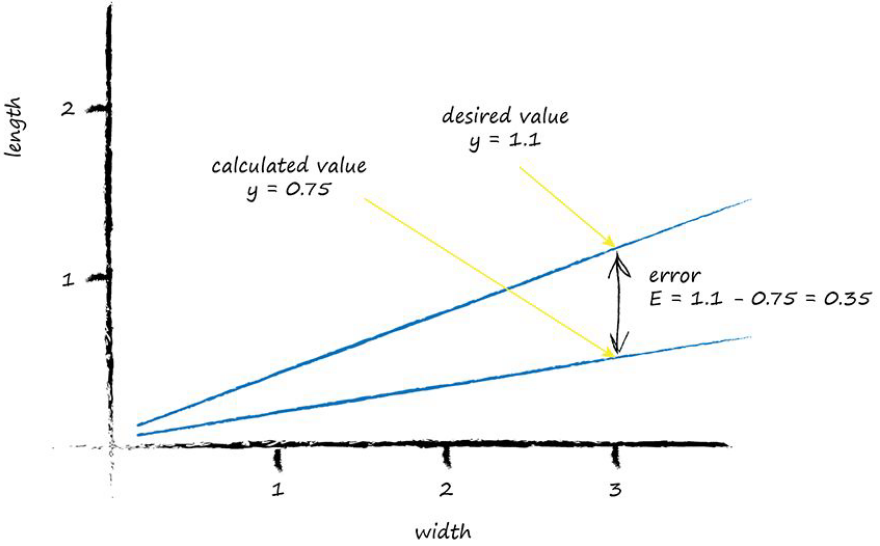 length
2
desired value
y = 1.1
calculated value
y = 0.75
1
error
E = 1.1 - 0.75 = 0.35
1
2
3
width